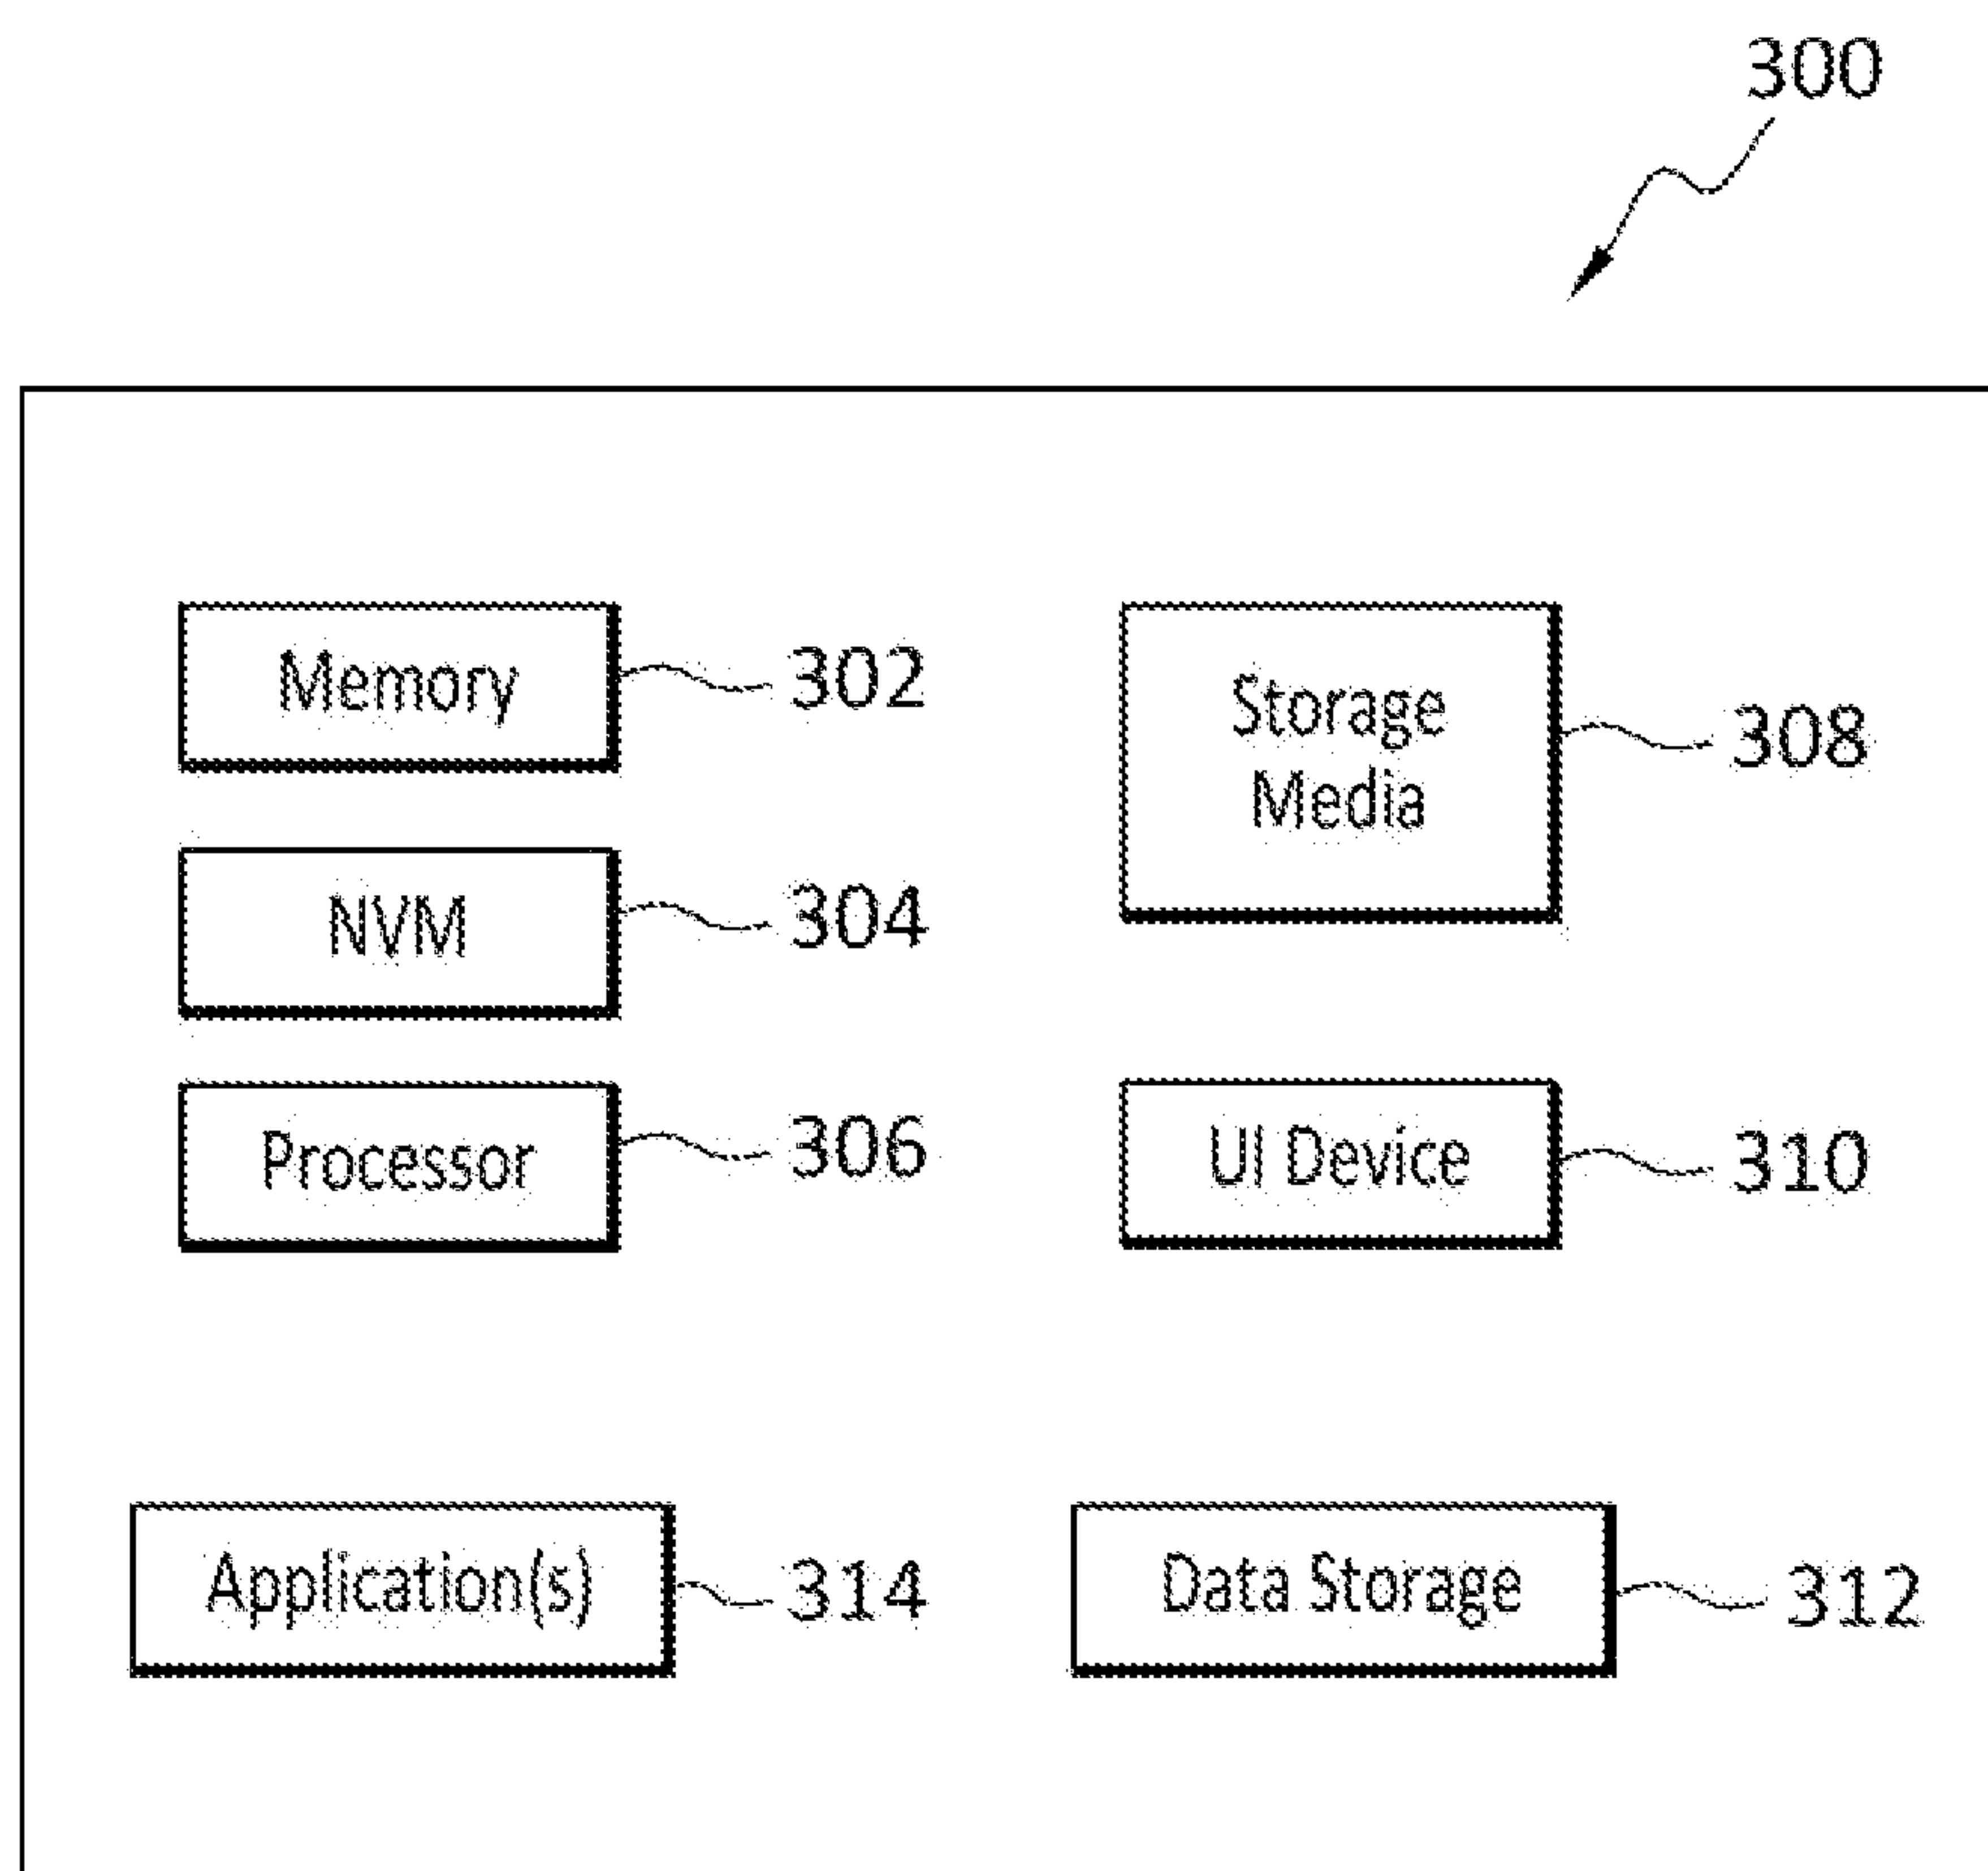 300
Memory
302
Storage
Media
308
NVM
304
Processor
306
UI Device
310
Application(s)
314
Data Storage
312